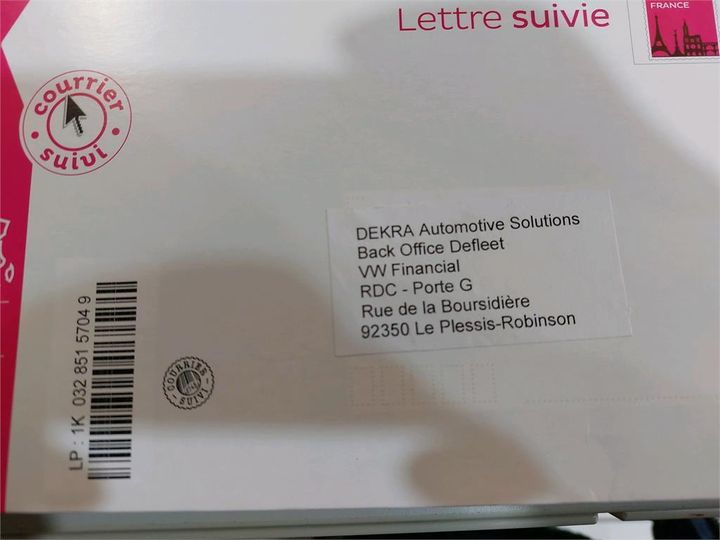 Lettre suivie
FRANCE
courrier
suivi
DEKRA Automotive Solutions
Back Office Defleet
VW Financial
RDC - Porte G
Rue de la Boursidière
92350 Le Plessis-Robinson
LP : 1K 032 851 5704 9
COURRIER
SUIVI